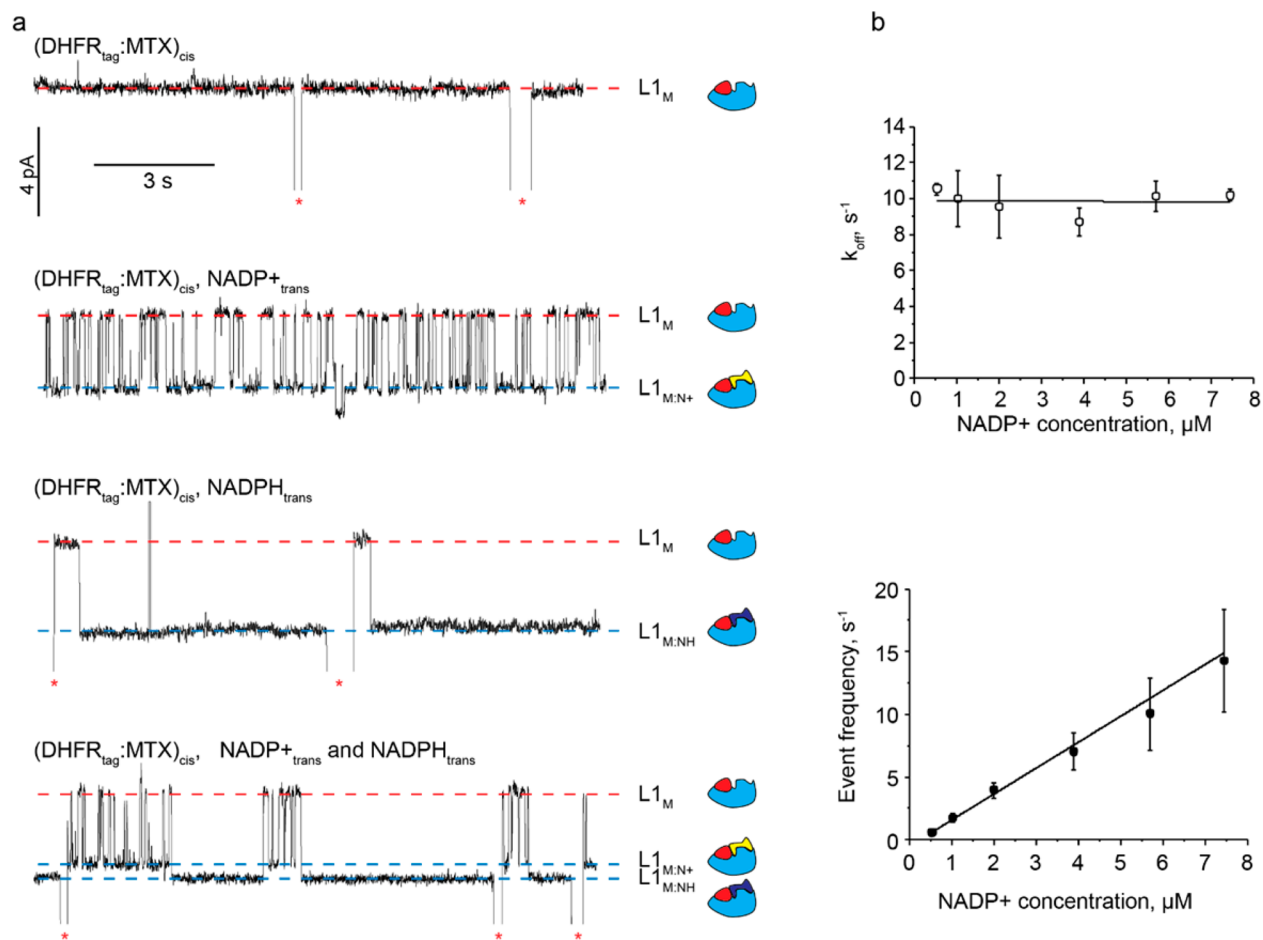 a
(DHFRtag:MTX)cis
L1M
4 pA
3 s
* *
(DHFRtag:MTX)cis, NADP+trans
L1M
L1M:N+
(DHFRtag:MTX)cis, NADPHtrans
L1M
L1M:NH
* *
(DHFRtag:MTX)cis, NADP+trans and NADPHtrans
L1M
L1M:N+
L1M:NH
* * *
b
14
12
10
8
6
4
2
0
koff, s-1
0 1 2 3 4 5 6 7 8
NADP+ concentration, µM
20
15
10
5
0
Event frequency, s-1
0 1 2 3 4 5 6 7 8
NADP+ concentration, µM